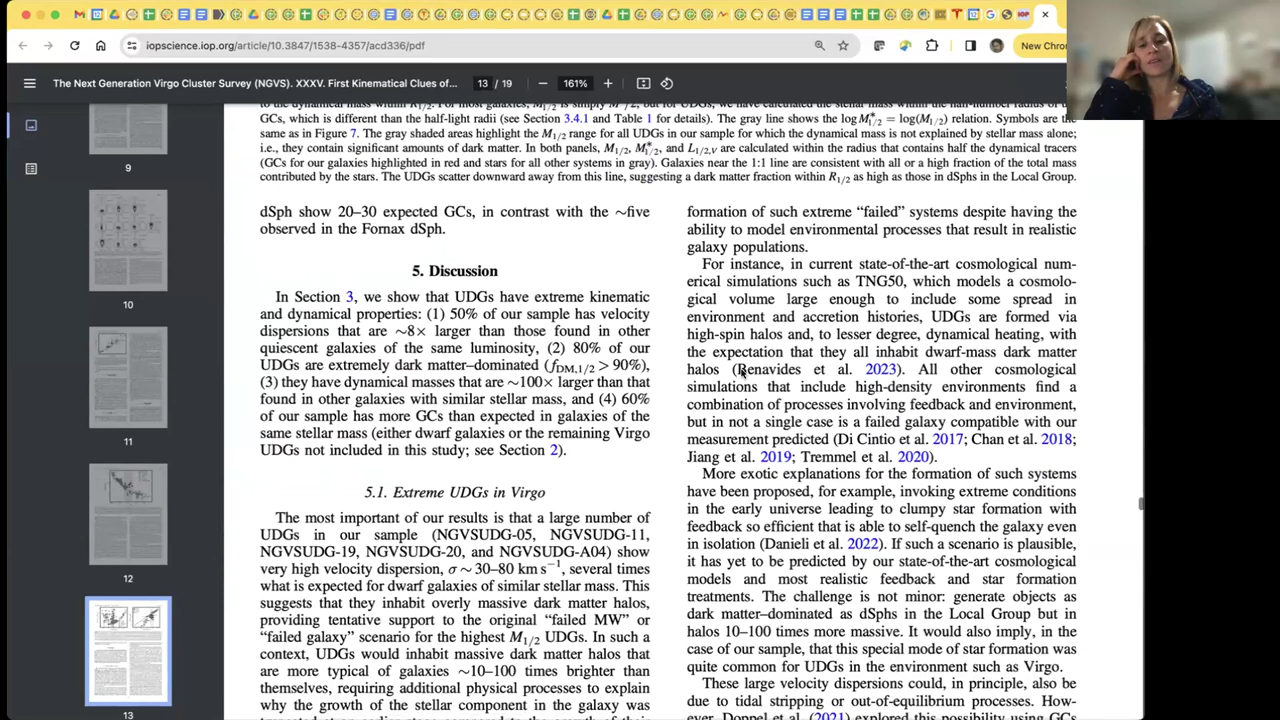 iopscience.iop.org/article/10.3847/1538-4357/acd336/pdf
New Chrom
The Next Generation Virgo Cluster Survey (NGVS). XXXV. First Kinematical Clues of...
13 / 19
161%
9
10
11
12
13
GCs, which is different than the half-light radii (see Section 3.4.1 and Table 1 for details). The gray line shows the log M*1/2 = log(M1/2) relation. Symbols are the
same as in Figure 7. The gray shaded areas highlight the M1/2 range for all UDGs in our sample for which the dynamical mass is not explained by stellar mass alone;
i.e., they contain significant amounts of dark matter. In both panels, M1/2, M*1/2, and L1/2,V are calculated within the radius that contains half the dynamical tracers
(GCs for our galaxies highlighted in red and stars for all other systems in gray). Galaxies near the 1:1 line are consistent with all or a high fraction of the total mass
contributed by the stars. The UDGs scatter downward away from this line, suggesting a dark matter fraction within R1/2 as high as those in dSphs in the Local Group.
dSph show 20–30 expected GCs, in contrast with the ~five
observed in the Fornax dSph.
5. Discussion
In Section 3, we show that UDGs have extreme kinematic
and dynamical properties: (1) 50% of our sample has velocity
dispersions that are ~8× larger than those found in other
quiescent galaxies of the same luminosity, (2) 80% of our
UDGs are extremely dark matter–dominated (fDM,1/2 > 90%),
(3) they have dynamical masses that are ~100× larger than that
found in other galaxies with similar stellar mass, and (4) 60%
of our sample has more GCs than expected in galaxies of the
same stellar mass (either dwarf galaxies or the remaining Virgo
UDGs not included in this study; see Section 2).
5.1. Extreme UDGs in Virgo
The most important of our results is that a large number of
UDGs in our sample (NGVSUDG-05, NGVSUDG-11,
NGVSUDG-19, NGVSUDG-20, and NGVSUDG-A04) show
very high velocity dispersion, σ ~ 30–80 km s−1, several times
what is expected for dwarf galaxies of similar stellar mass. This
suggests that they inhabit overly massive dark matter halos,
providing tentative support to the original “failed MW” or
“failed galaxy” scenario for the highest M1/2 UDGs. In such a
context, UDGs would inhabit massive dark matter halos that
are more typical of galaxies ~10–100 times brighter than
themselves, requiring additional physical processes to explain
why the growth of the stellar component in the galaxy was
formation of such extreme “failed” systems despite having the
ability to model environmental processes that result in realistic
galaxy populations.
For instance, in current state-of-the-art cosmological num-
erical simulations such as TNG50, which models a cosmolo-
gical volume large enough to include some spread in
environment and accretion histories, UDGs are formed via
high-spin halos and, to lesser degree, dynamical heating, with
the expectation that they all inhabit dwarf-mass dark matter
halos (Benavides et al. 2023). All other cosmological
simulations that include high-density environments find a
combination of processes involving feedback and environment,
but in not a single case is a failed galaxy compatible with our
measurement predicted (Di Cintio et al. 2017; Chan et al. 2018;
Jiang et al. 2019; Tremmel et al. 2020).
More exotic explanations for the formation of such systems
have been proposed, for example, invoking extreme conditions
in the early universe leading to clumpy star formation with
feedback so efficient that is able to self-quench the galaxy even
in isolation (Danieli et al. 2022). If such a scenario is plausible,
it has yet to be predicted by our state-of-the-art cosmological
models and most realistic feedback and star formation
treatments. The challenge is not minor: generate objects as
dark matter–dominated as dSphs in the Local Group but in
halos 10–100 times more massive. It would also imply, in the
case of our sample, that this special mode of star formation was
quite common for UDGs in the environment such as Virgo.
These large velocity dispersions could, in principle, also be
due to tidal stripping or out-of-equilibrium processes. How-
ever, Doppel et al. (2021) explored this possibility using GCs